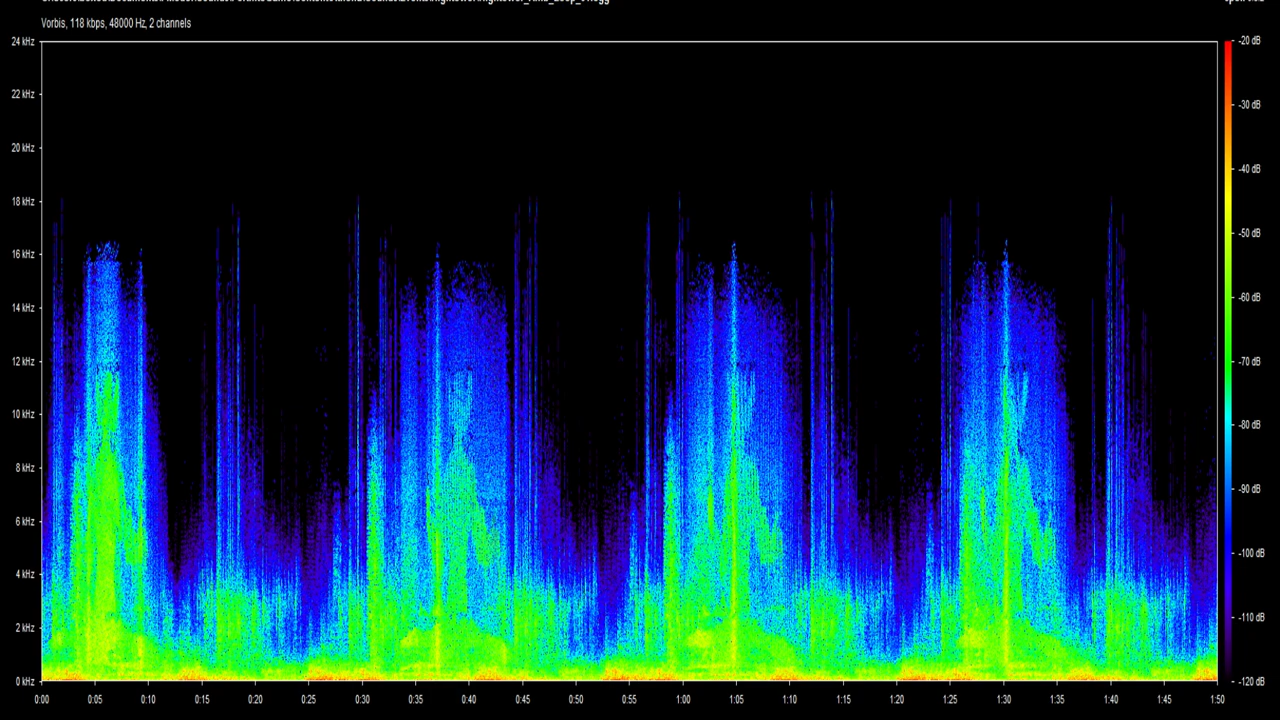 Vorbis, 118 kbps, 48000 Hz, 2 channels
24 kHz
22 kHz
20 kHz
18 kHz
16 kHz
14 kHz
12 kHz
10 kHz
8 kHz
6 kHz
4 kHz
2 kHz
0 kHz
0:00 0:05 0:10 0:15 0:20 0:25 0:30 0:35 0:40 0:45 0:50 0:55 1:00 1:05 1:10 1:15 1:20 1:25 1:30 1:35 1:40 1:45 1:50
-20 dB
-30 dB
-40 dB
-50 dB
-60 dB
-70 dB
-80 dB
-90 dB
-100 dB
-110 dB
-120 dB